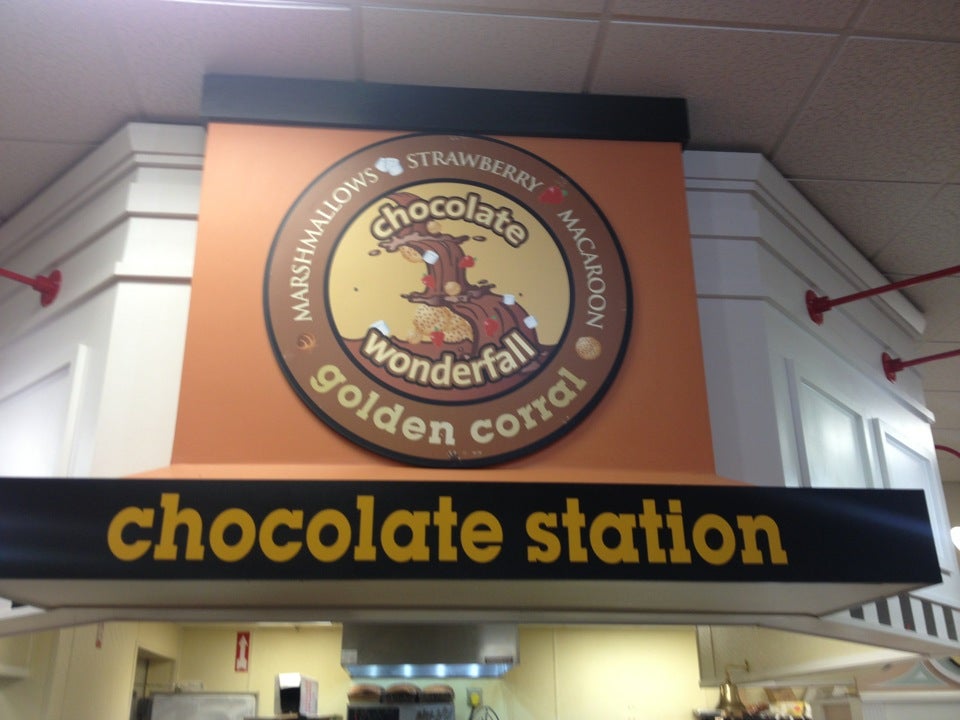 MARSHMALLOWS STRAWBERRY MACAROON
chocolate
wonderfall
golden corral
chocolate station